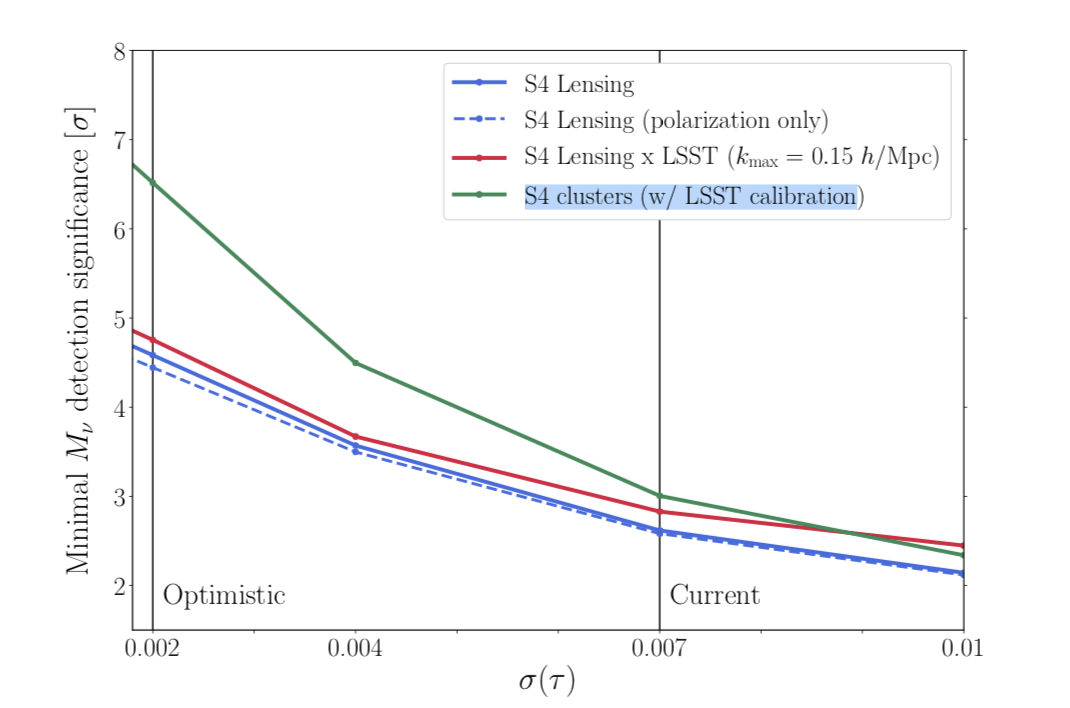 8
7
6
5
4
3
2
Minimal $M_\nu$ detection significance [$\sigma$]
S4 Lensing
S4 Lensing (polarization only)
S4 Lensing x LSST ($k_{\mathrm{max}} = 0.15\ h$/Mpc)
S4 clusters (w/ LSST calibration)
Optimistic
Current
0.002
0.004
0.007
0.01
$\sigma(\tau)$